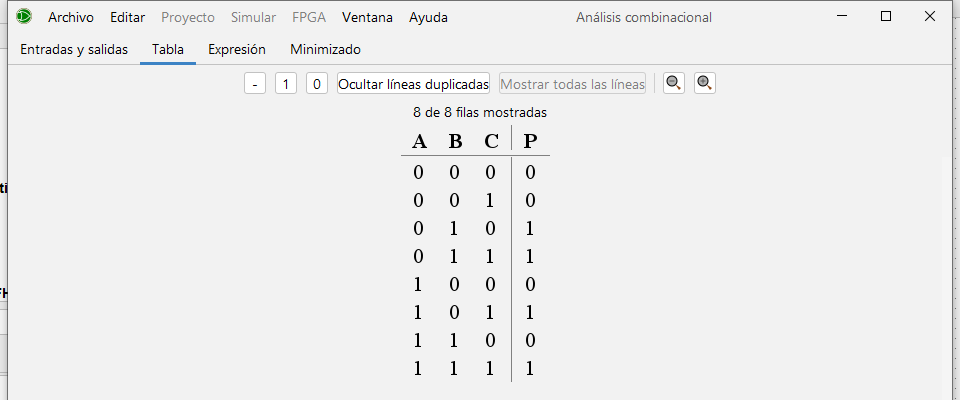 Archivo Editar Proyecto Simular FPGA Ventana Ayuda Análisis combinacional
Entradas y salidas Tabla Expresión Minimizado
- 1 0 Ocultar líneas duplicadas Mostrar todas las líneas
8 de 8 filas mostradas
A B C P
0 0 0 0
0 0 1 0
0 1 0 1
0 1 1 1
1 0 0 0
1 0 1 1
1 1 0 0
1 1 1 1